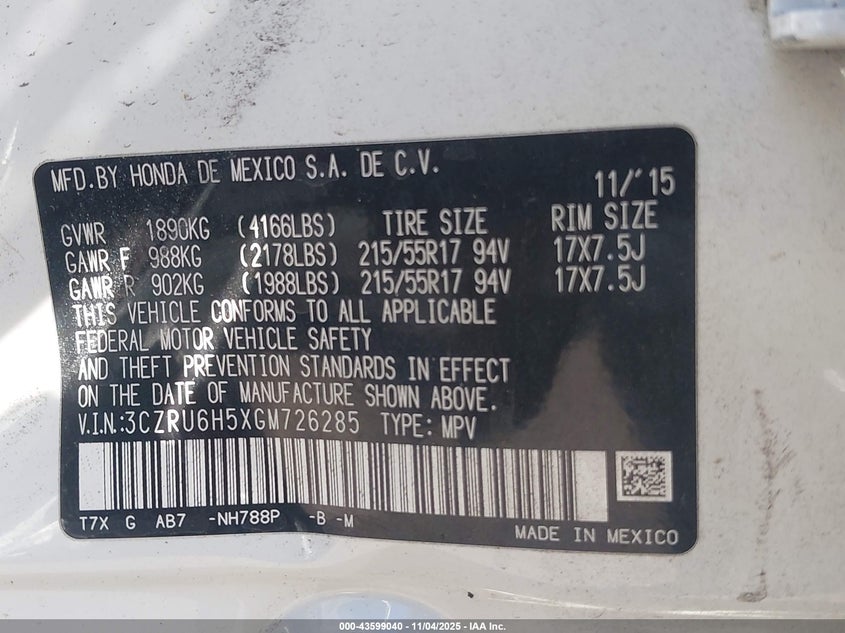 MFD.BY HONDA DE MEXICO S.A. DE C.V. 11/'15
GVWR 1890KG (4166LBS) TIRE SIZE RIM SIZE
GAWR F 988KG (2178LBS) 215/55R17 94V 17X7.5J
GAWR R 902KG (1988LBS) 215/55R17 94V 17X7.5J
THIS VEHICLE CONFORMS TO ALL APPLICABLE
FEDERAL MOTOR VEHICLE SAFETY
AND THEFT PREVENTION STANDARDS IN EFFECT
ON THE DATE OF MANUFACTURE SHOWN ABOVE.
V.I.N.:3CZRU6H5XGM726285 TYPE: MPV
T7X G AB7 -NH788P -B -M
MADE IN MEXICO
000-43599040 - 11/04/2025 - IAA Inc.